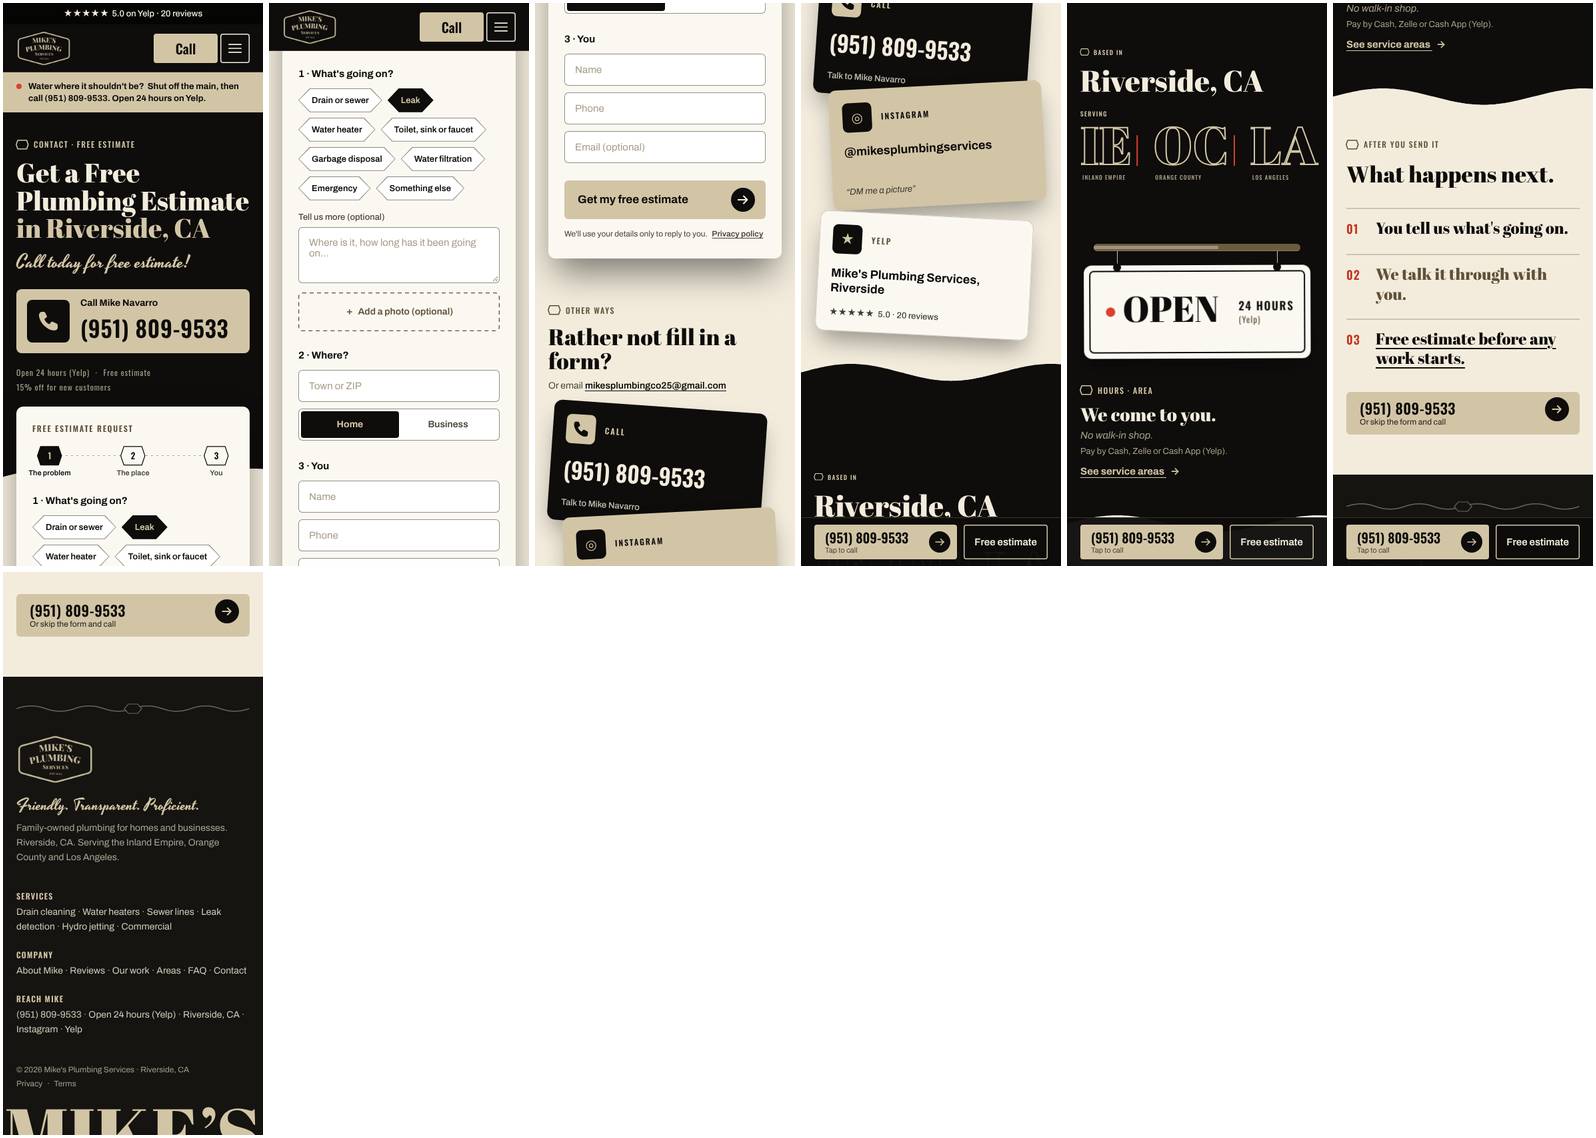 ★★★★★ 5.0 on Yelp · 20 reviews
MIKE'S
PLUMBING
SERVICES
Call
Water where it shouldn't be? Shut off the main, then
call (951) 809-9533. Open 24 hours on Yelp.
CONTACT · FREE ESTIMATE
Get a Free
Plumbing Estimate
in Riverside, CA
Call today for free estimate!
Call Mike Navarro
(951) 809-9533
Open 24 hours (Yelp) · Free estimate
15% off for new customers
FREE ESTIMATE REQUEST
1 2 3
The problem The place You
1 · What's going on?
Drain or sewer Leak
Water heater Toilet, sink or faucet
MIKE'S
PLUMBING
SERVICES
Call
1 · What's going on?
Drain or sewer Leak
Water heater Toilet, sink or faucet
Garbage disposal Water filtration
Emergency Something else
Tell us more (optional)
Where is it, how long has it been going
on...
+ Add a photo (optional)
2 · Where?
Town or ZIP
Home Business
3 · You
Name
Phone
3 · You
Name
Phone
Email (optional)
Get my free estimate
We'll use your details only to reply to you. Privacy policy
OTHER WAYS
Rather not fill in a
form?
Or email mikesplumbingco25@gmail.com
CALL
(951) 809-9533
Talk to Mike Navarro
INSTAGRAM
CALL
(951) 809-9533
Talk to Mike Navarro
INSTAGRAM
@mikesplumbingservices
"DM me a picture"
YELP
Mike's Plumbing Services,
Riverside
★★★★★ 5.0 · 20 reviews
BASED IN
Riverside, CA
(951) 809-9533
Tap to call
Free estimate
BASED IN
Riverside, CA
SERVING
IE OC LA
INLAND EMPIRE ORANGE COUNTY LOS ANGELES
OPEN 24 HOURS
(Yelp)
HOURS · AREA
We come to you.
No walk-in shop.
Pay by Cash, Zelle or Cash App (Yelp).
See service areas →
(951) 809-9533
Tap to call
Free estimate
No walk-in shop.
Pay by Cash, Zelle or Cash App (Yelp).
See service areas →
AFTER YOU SEND IT
What happens next.
01 You tell us what's going on.
02 We talk it through with
you.
03 Free estimate before any
work starts.
(951) 809-9533
Or skip the form and call
(951) 809-9533
Tap to call
Free estimate
(951) 809-9533
Or skip the form and call
MIKE'S
PLUMBING
SERVICES
Friendly. Transparent. Proficient.
Family-owned plumbing for homes and businesses.
Riverside, CA. Serving the Inland Empire, Orange
County and Los Angeles.
SERVICES
Drain cleaning · Water heaters · Sewer lines · Leak
detection · Hydro jetting · Commercial
COMPANY
About Mike · Reviews · Our work · Areas · FAQ · Contact
REACH MIKE
(951) 809-9533 · Open 24 hours (Yelp) · Riverside, CA ·
Instagram · Yelp
© 2026 Mike's Plumbing Services · Riverside, CA
Privacy · Terms
MIKE'S